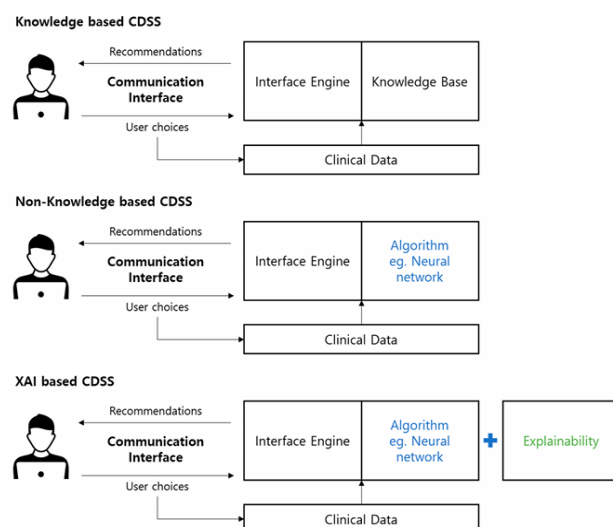 Knowledge based CDSS
Recommendations
Communication
Interface
User choices
Interface Engine
Knowledge Base
Clinical Data
Non-Knowledge based CDSS
Recommendations
Communication
Interface
User choices
Interface Engine
Algorithm
eg. Neural
network
Clinical Data
XAI based CDSS
Recommendations
Communication
Interface
User choices
Interface Engine
Algorithm
eg. Neural
network
+
Explainability
Clinical Data